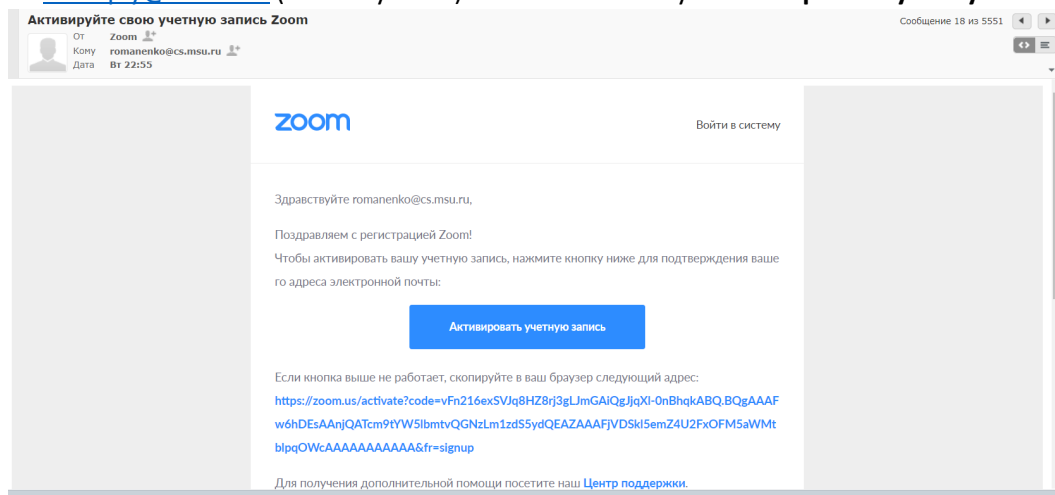 Активируйте свою учетную запись Zoom
Сообщение 18 из 5551
От Zoom
Кому romanenko@cs.msu.ru
Дата Вт 22:55
zoom
Войти в систему
Здравствуйте romanenko@cs.msu.ru,
Поздравляем с регистрацией Zoom!
Чтобы активировать вашу учетную запись, нажмите кнопку ниже для подтверждения ваше
го адреса электронной почты:
Активировать учетную запись
Если кнопка выше не работает, скопируйте в ваш браузер следующий адрес:
https://zoom.us/activate?code=vFn216exSVJq8HZ8rj3gLJmGAiQgJjqXl-0nBhqkABQ.BQgAAAF
w6hDEsAAnjQATcm9tYW5lbmtvQGNzLm1zdS5ydQEAZAAAFjVDSkl5emZ4U2FxOFM5aWMt
blpqOWcAAAAAAAAAAA&fr=signup
Для получения дополнительной помощи посетите наш Центр поддержки.